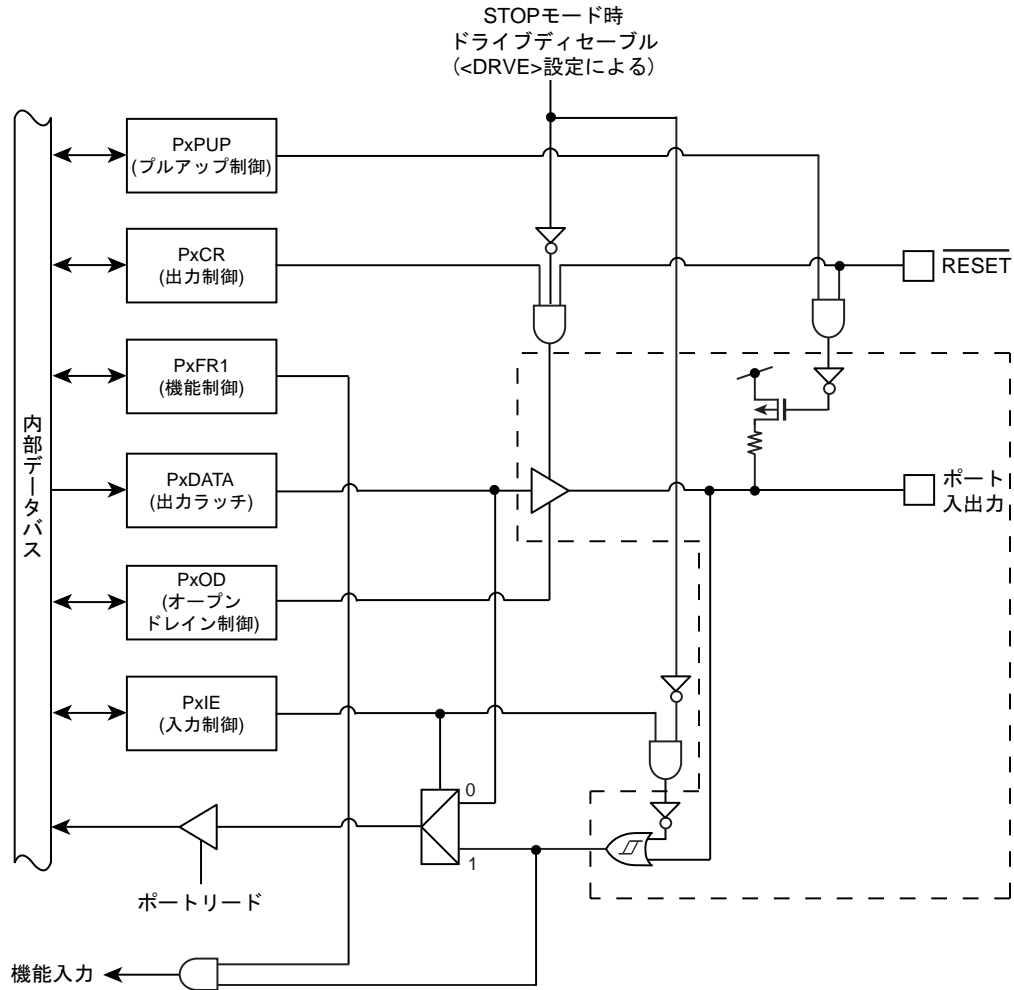 STOPモード時
ドライブディセーブル
(<DRVE>設定による)
内部データバス
PxPUP
(プルアップ制御)
PxCR
(出力制御)
RESET
PxFR1
(機能制御)
PxDATA
(出力ラッチ)
ポート
入出力
PxOD
(オープン
ドレイン制御)
PxIE
(入力制御)
0
1
ポートリード
機能入力